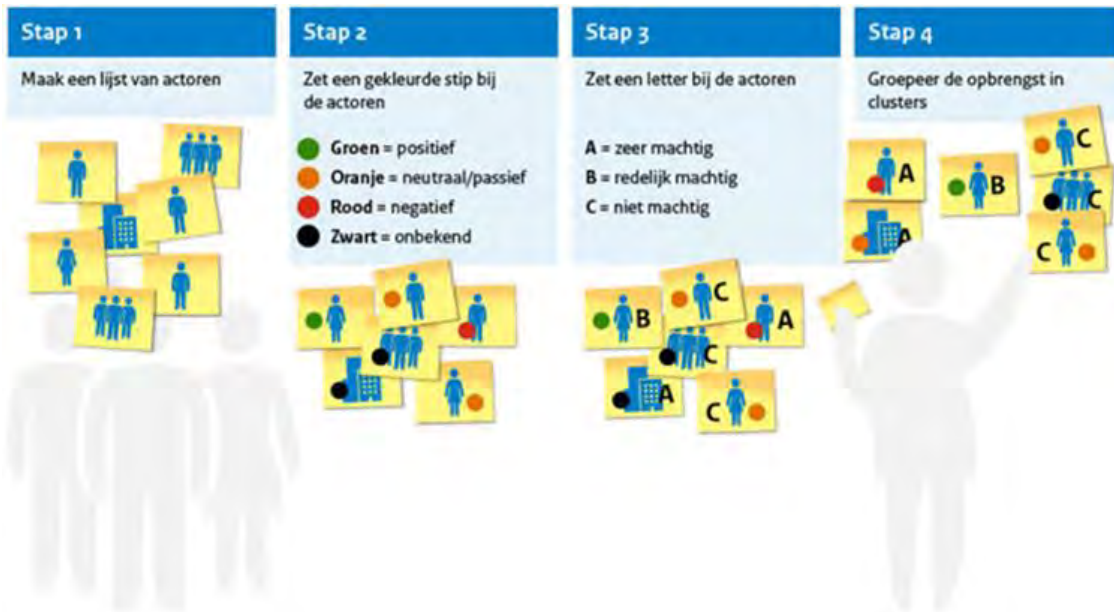 Stap 1
Maak een lijst van actoren
Stap 2
Zet een gekleurde stip bij
de actoren
Groen = positief
Oranje = neutraal/passief
Rood = negatief
Zwart = onbekend
Stap 3
Zet een letter bij de actoren
A = zeer machtig
B = redelijk machtig
C = niet machtig
B
C
A
C
A
C
Stap 4
Groepeer de opbrengst in
clusters
A
A
B
C
C
C